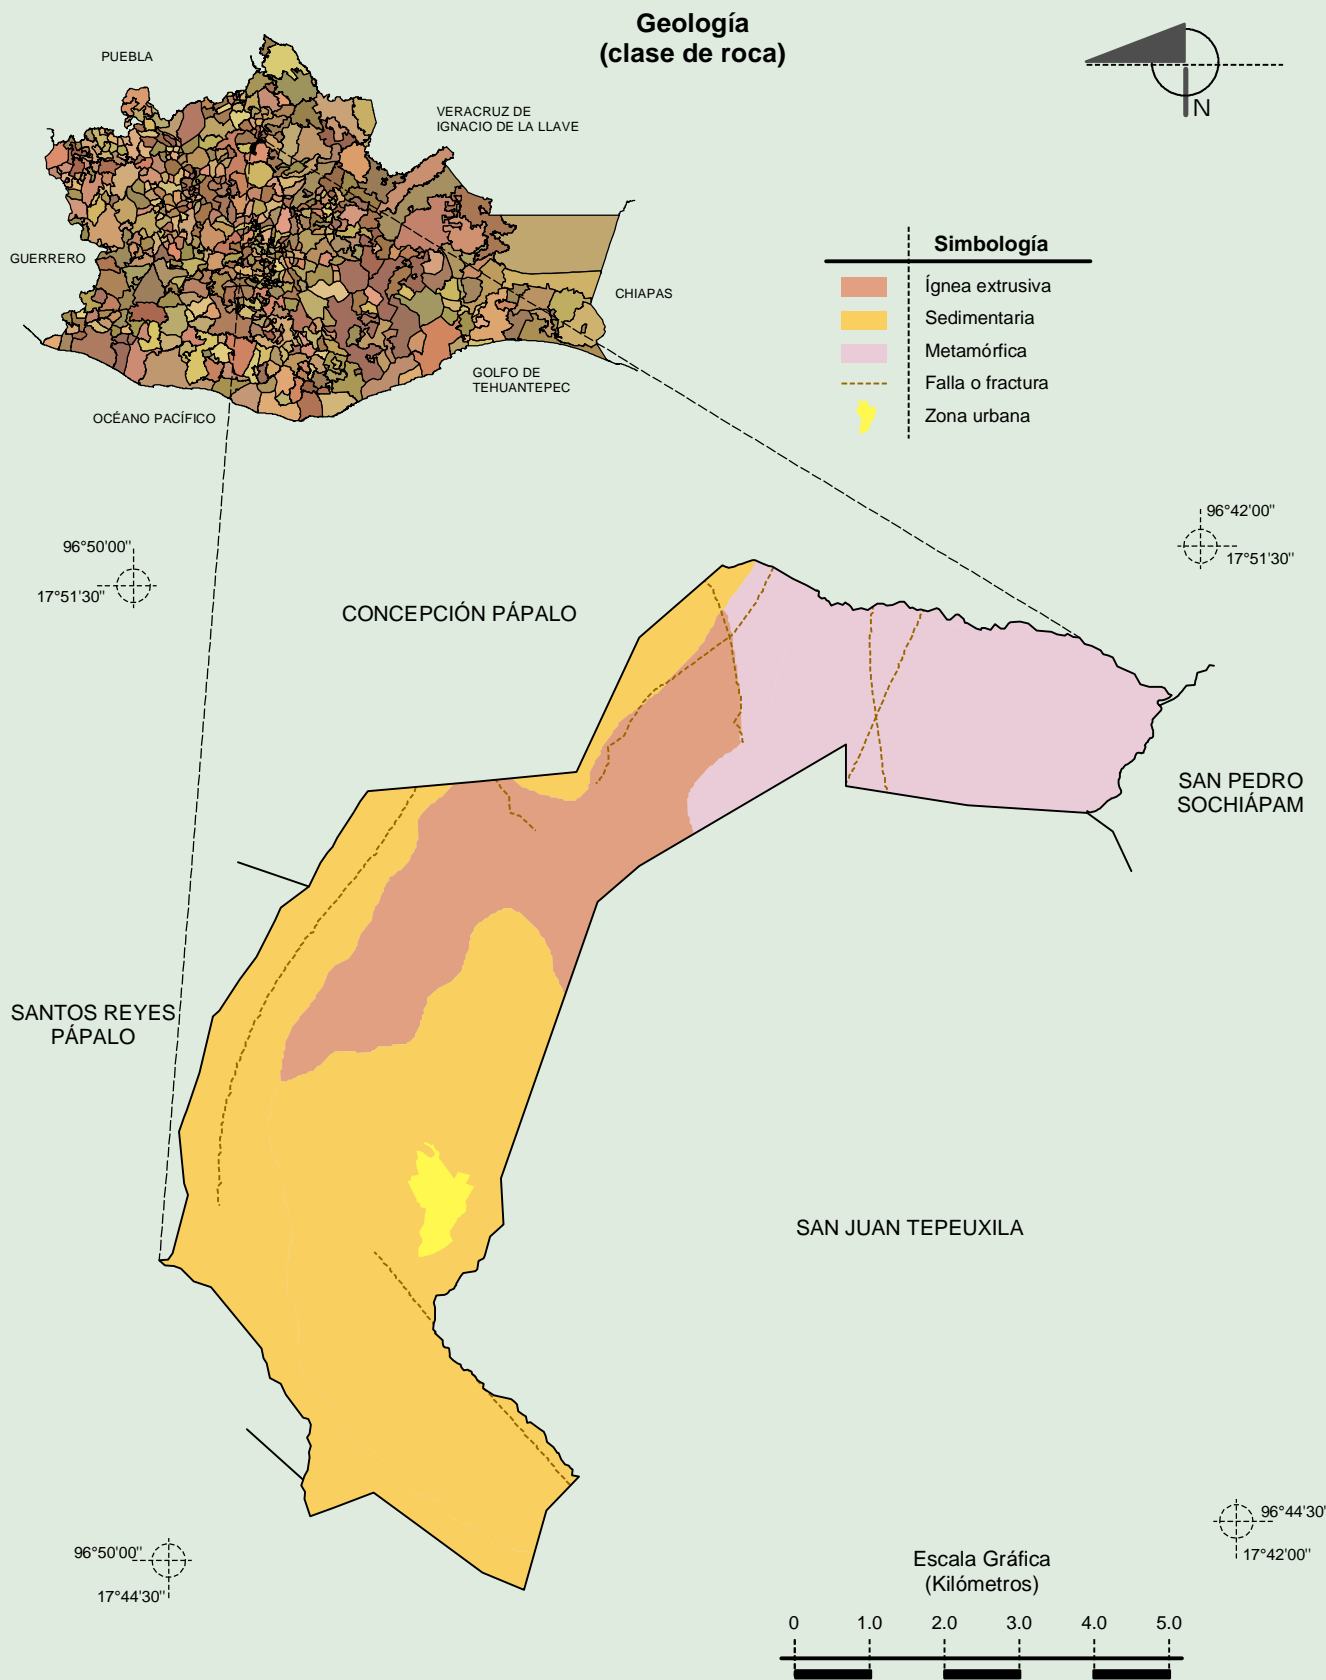 Geología
(clase de roca)
N
PUEBLA
VERACRUZ DE
IGNACIO DE LA LLAVE
GUERRERO
CHIAPAS
GOLFO DE
TEHUANTEPEC
OCÉANO PACÍFICO
Simbología
Ígnea extrusiva
Sedimentaria
Metamórfica
Falla o fractura
Zona urbana
96°50'00"
17°51'30"
96°42'00"
17°51'30"
CONCEPCIÓN PÁPALO
SAN PEDRO
SOCHIÁPAM
SANTOS REYES
PÁPALO
SAN JUAN TEPEUXILA
96°50'00"
17°44'30"
96°44'30"
17°42'00"
Escala Gráfica
(Kilómetros)
0 1.0 2.0 3.0 4.0 5.0